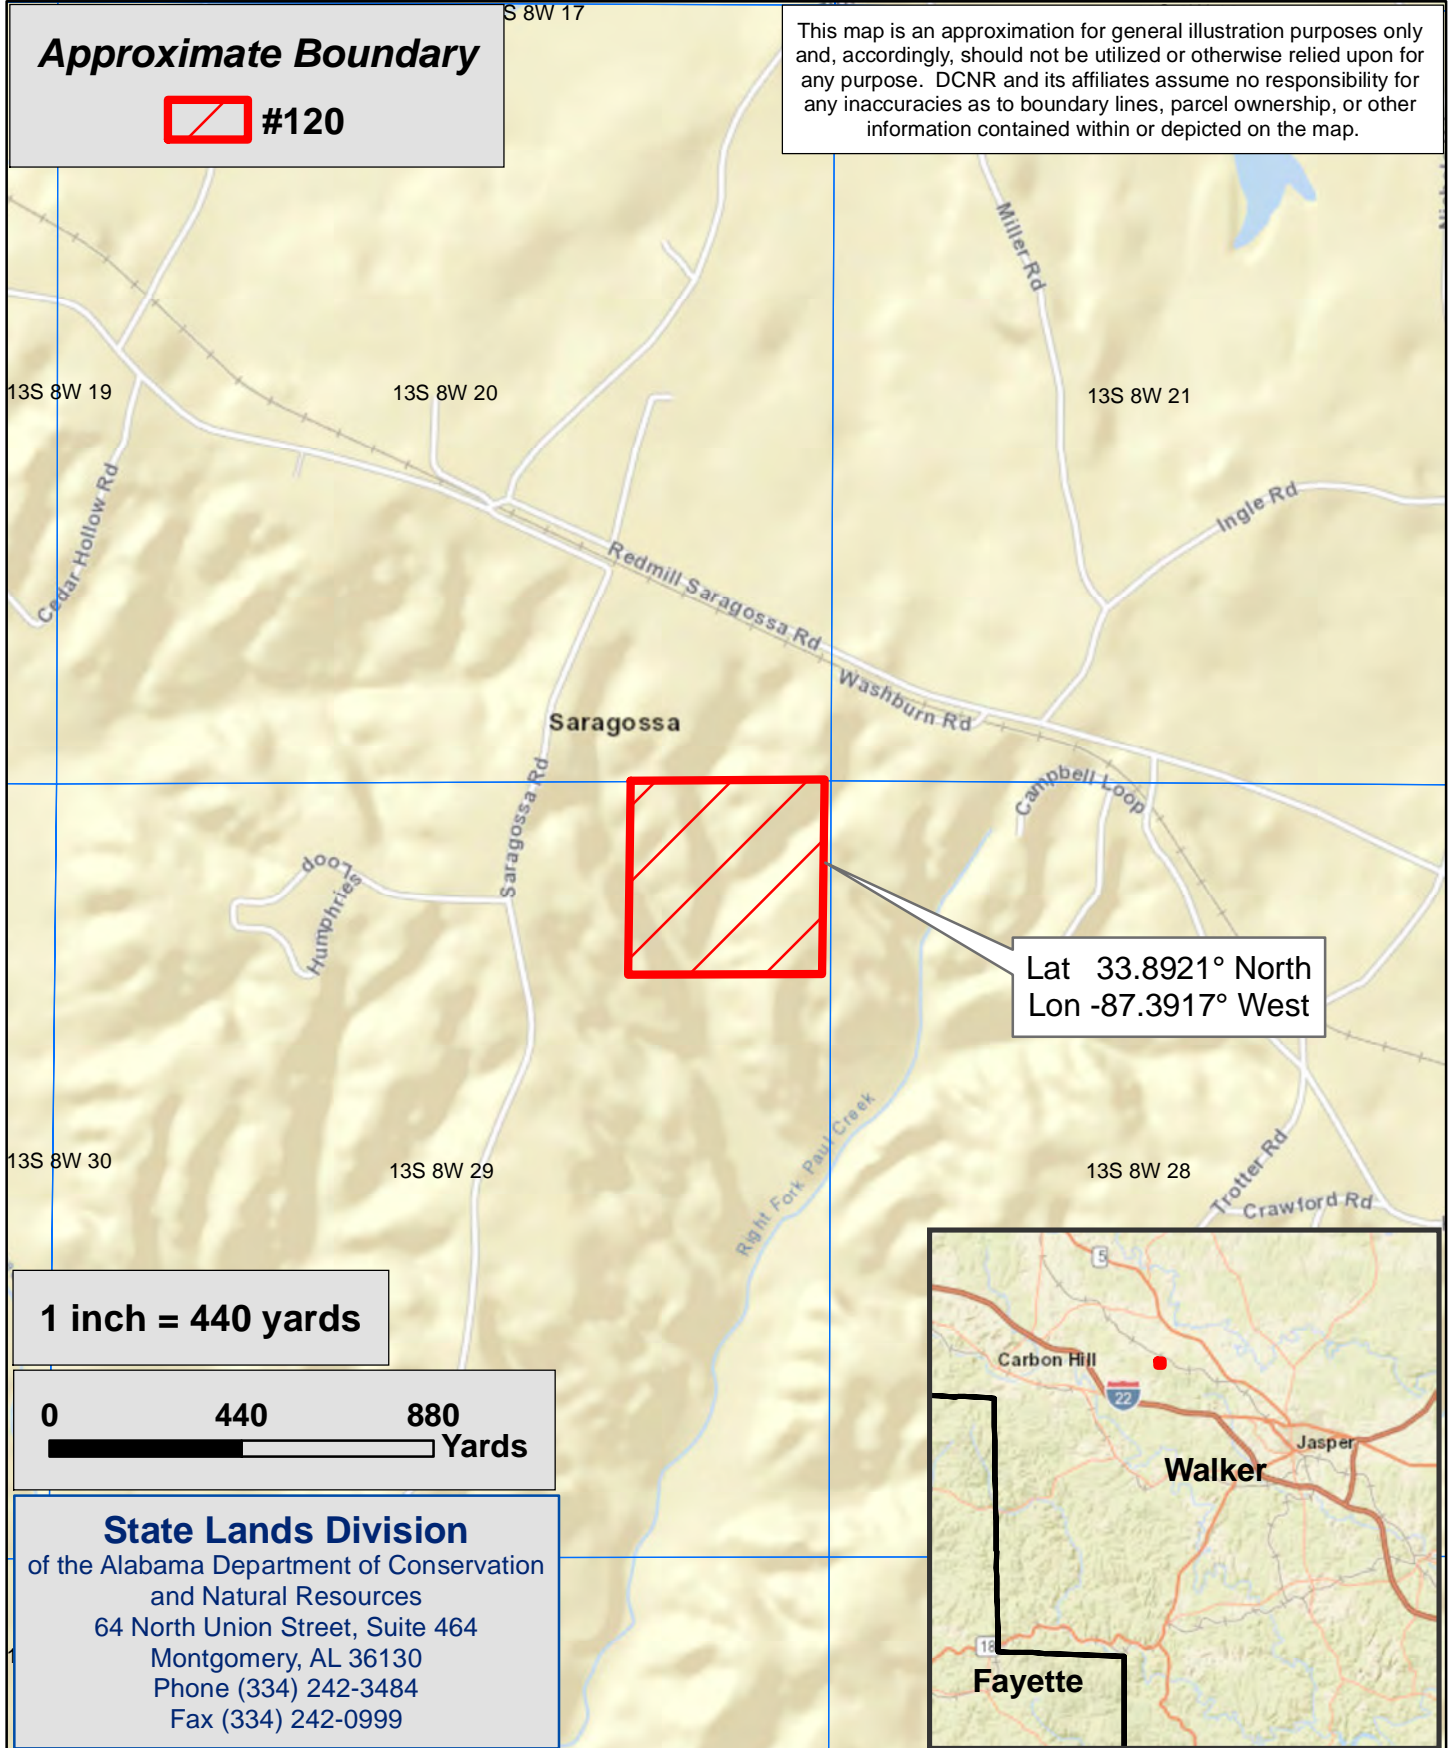 S 8W 17
Approximate Boundary
#120
This map is an approximation for general illustration purposes only
and, accordingly, should not be utilized or otherwise relied upon for
any purpose. DCNR and its affiliates assume no responsibility for
any inaccuracies as to boundary lines, parcel ownership, or other
information contained within or depicted on the map.
Miller Rd
13S 8W 19
13S 8W 20
13S 8W 21
Cedar Hollow Rd
Ingle Rd
Redmill Saragossa Rd
Washburn Rd
Saragossa
Saragossa Rd
Campbell Loop
Humphries Loop
Lat 33.8921° North
Lon -87.3917° West
Right Fork Paul Creek
13S 8W 30
13S 8W 29
13S 8W 28
Trotter Rd
Crawford Rd
1 inch = 440 yards
0 440 880
Yards
State Lands Division
of the Alabama Department of Conservation
and Natural Resources
64 North Union Street, Suite 464
Montgomery, AL 36130
Phone (334) 242-3484
Fax (334) 242-0999
5
Carbon Hill
22
Jasper
Walker
18
Fayette